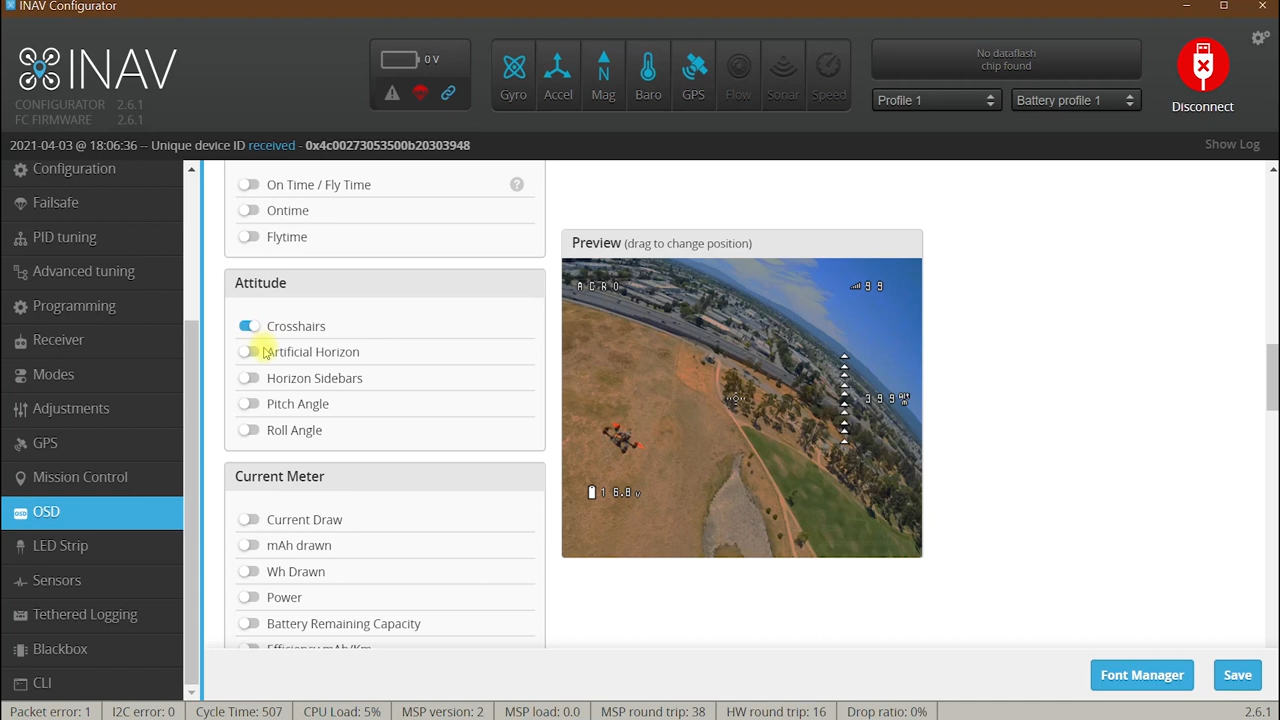 INAV Configurator
INAV
CONFIGURATOR 2.6.1
FC FIRMWARE 2.6.1
0 V
Gyro
Accel
Mag
Baro
GPS
Flow
Sonar
Speed
No dataflash
chip found
Profile 1
Battery profile 1
Disconnect
2021-04-03 @ 18:06:36 -- Unique device ID received - 0x4c00273053500b20303948
Show Log
Configuration
Failsafe
PID tuning
Advanced tuning
Programming
Receiver
Modes
Adjustments
GPS
Mission Control
OSD
LED Strip
Sensors
Tethered Logging
Blackbox
CLI
On Time / Fly Time
Ontime
Flytime
Attitude
Crosshairs
Artificial Horizon
Horizon Sidebars
Pitch Angle
Roll Angle
Current Meter
Current Draw
mAh drawn
Wh Drawn
Power
Battery Remaining Capacity
Efficiency mAh/Km
Preview (drag to change position)
ACRO
99
399
16.8V
Font Manager
Save
Packet error: 1
I2C error: 0
Cycle Time: 507
CPU Load: 5%
MSP version: 2
MSP load: 0.0
MSP round trip: 38
HW round trip: 16
Drop ratio: 0%
2.6.1